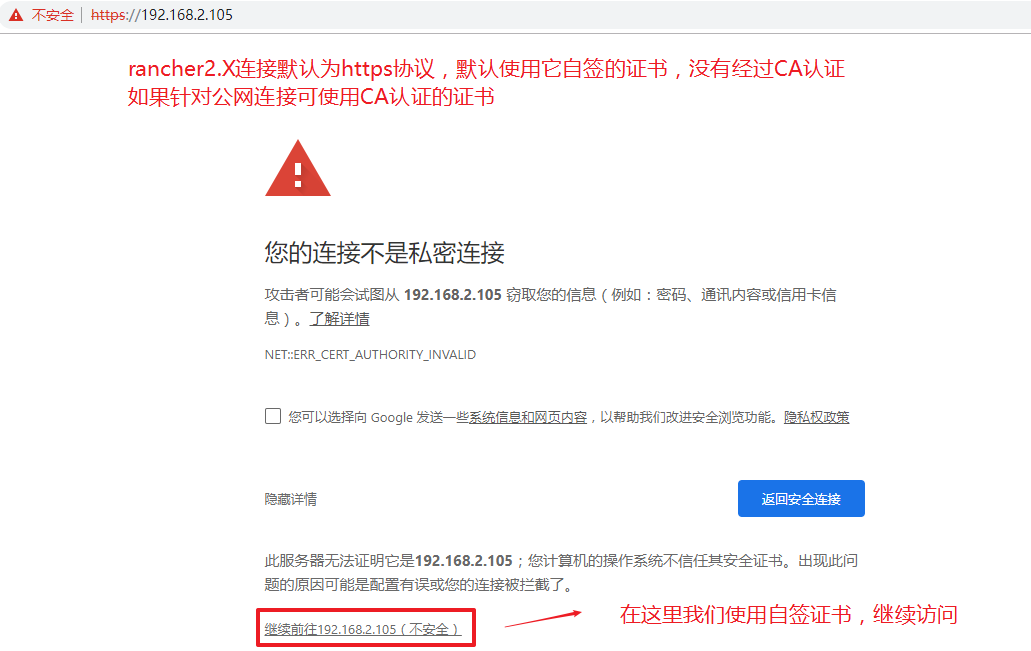 不安全 https://192.168.2.105
rancher2.X连接默认为https协议，默认使用它自签的证书，没有经过CA认证
如果针对公网连接可使用CA认证的证书
您的连接不是私密连接
攻击者可能会试图从 192.168.2.105 窃取您的信息（例如：密码、通讯内容或信用卡信
息）。了解详情
NET::ERR_CERT_AUTHORITY_INVALID
您可以选择向 Google 发送一些系统信息和网页内容，以帮助我们改进安全浏览功能。隐私权政策
隐藏详情
返回安全连接
此服务器无法证明它是192.168.2.105；您计算机的操作系统不信任其安全证书。出现此问
题的原因可能是配置有误或您的连接被拦截了。
继续前往192.168.2.105（不安全）
在这里我们使用自签证书，继续访问